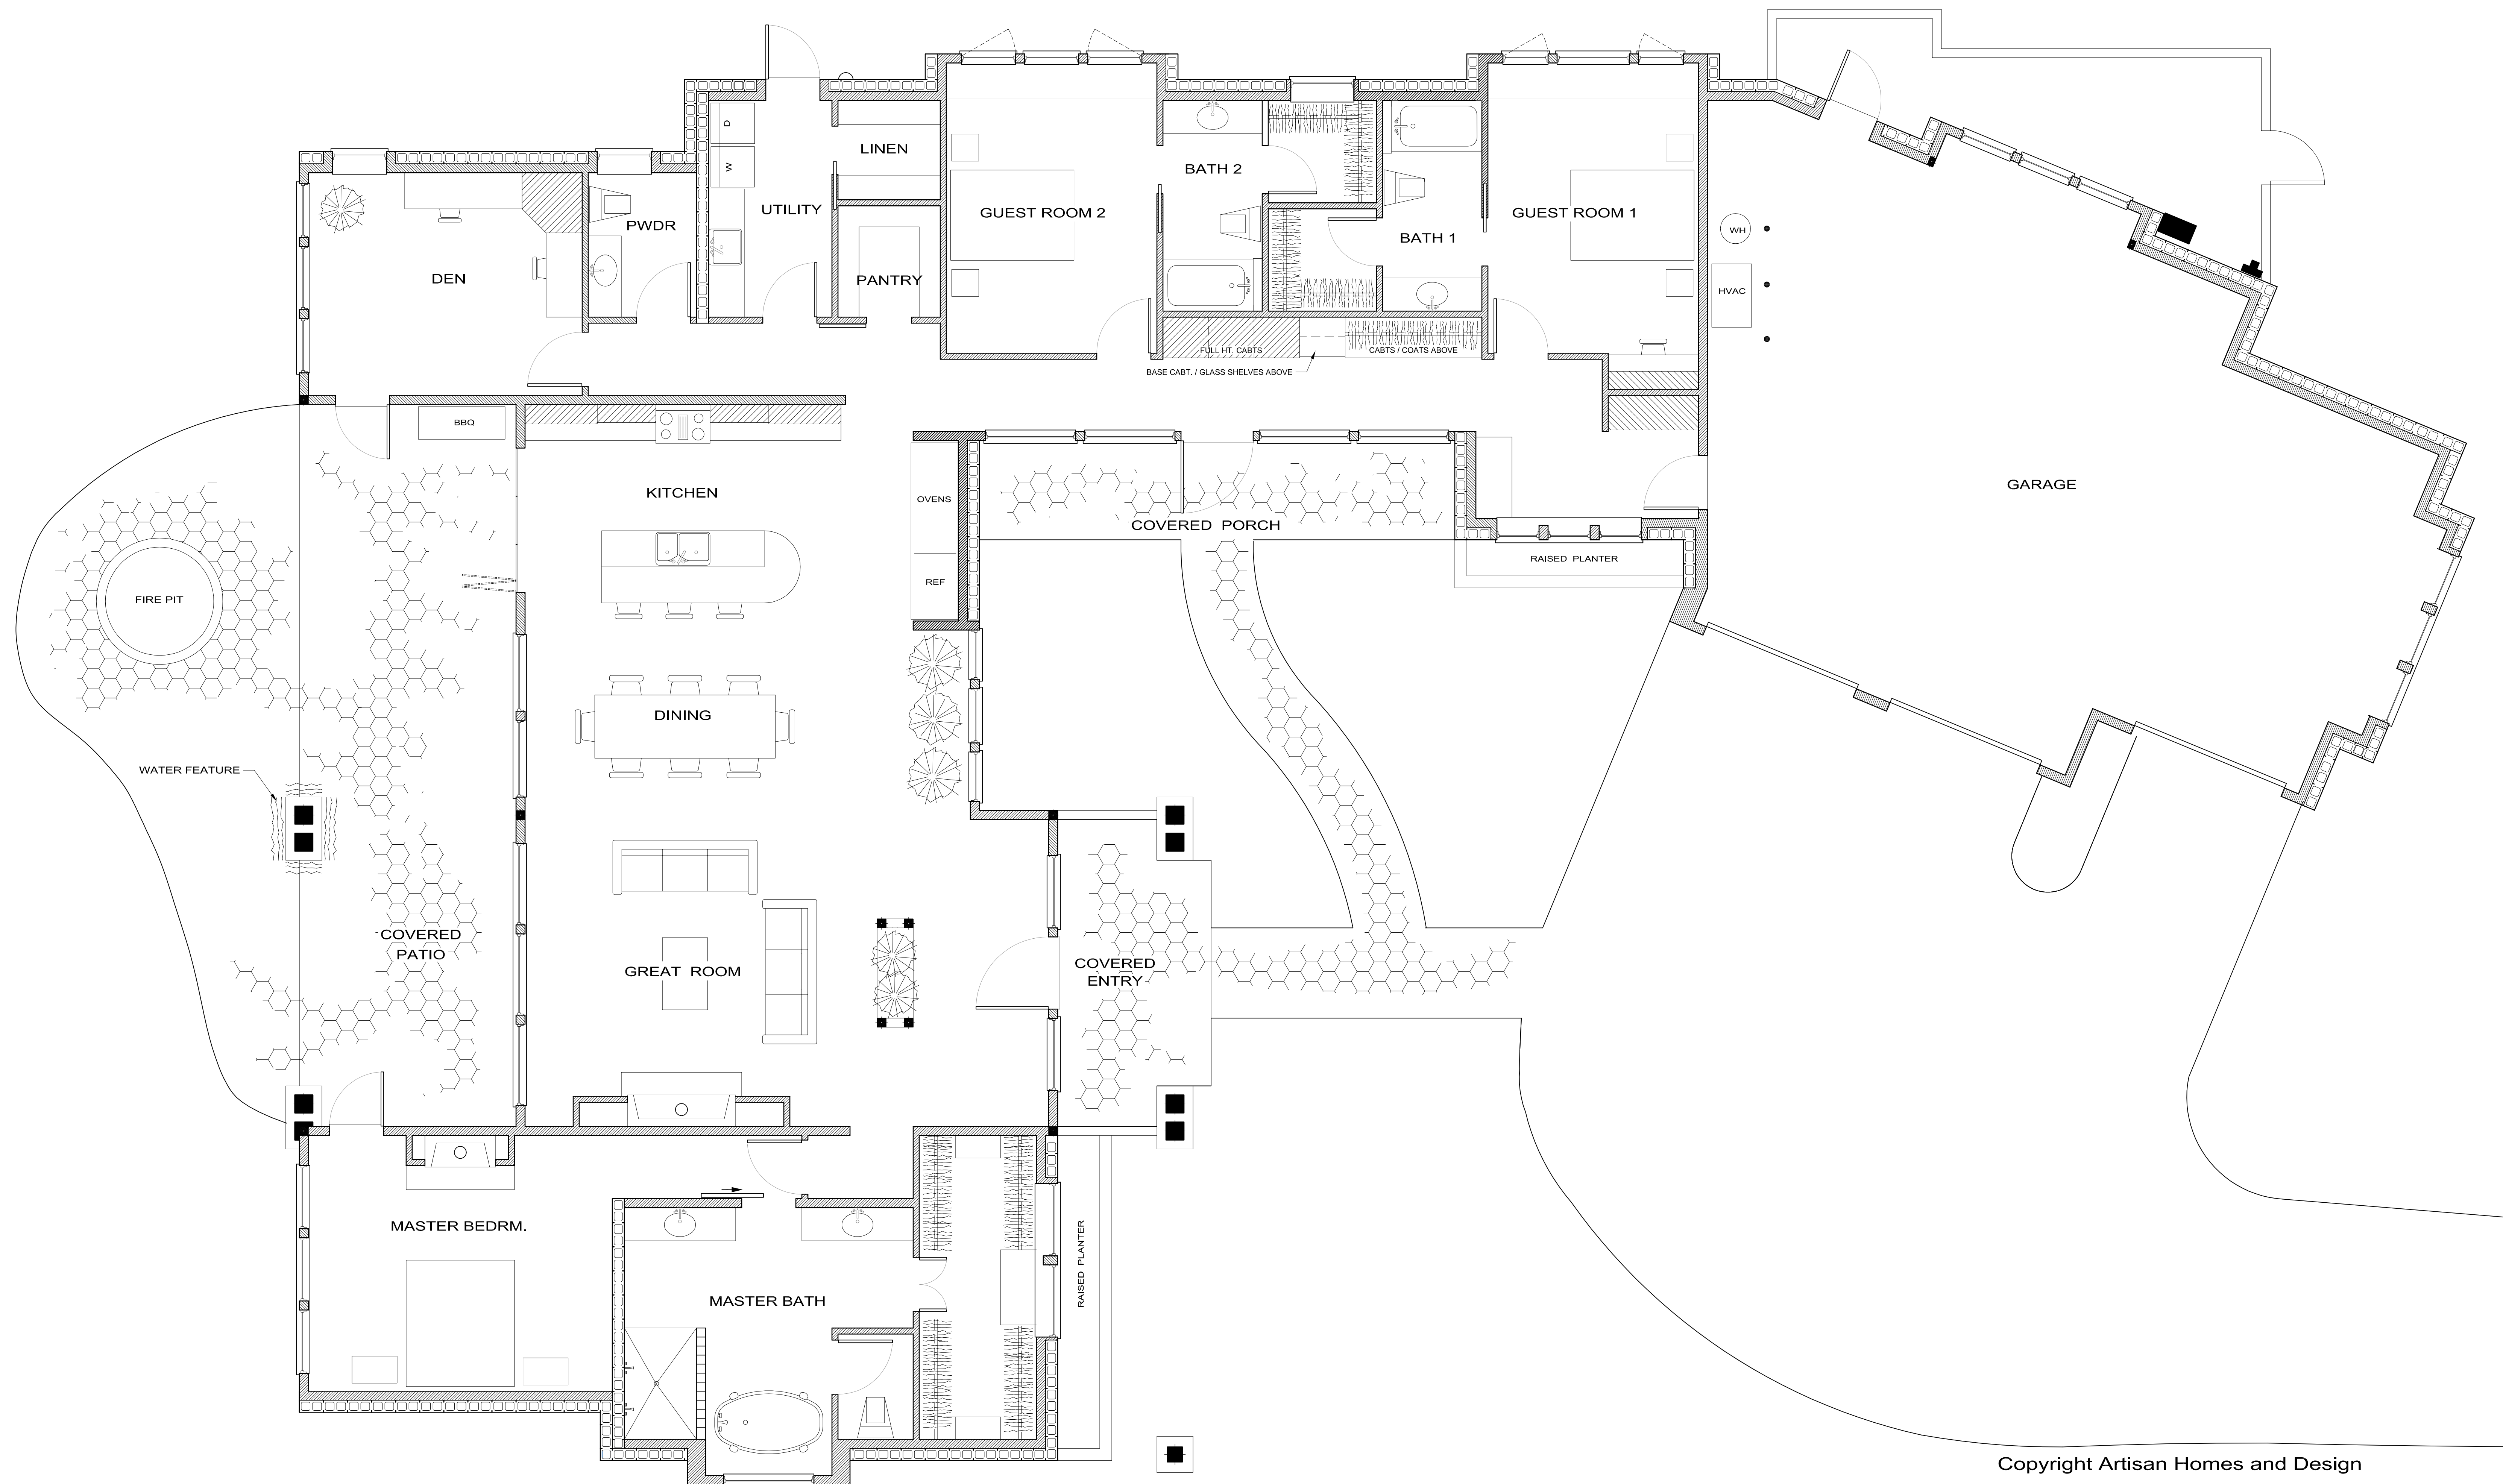 D
W
LINEN
UTILITY
PWDR
DEN
PANTRY
GUEST ROOM 2
BATH 2
BATH 1
GUEST ROOM 1
WH
HVAC
FULL HT. CABTS
CABTS / COATS ABOVE
BASE CABT. / GLASS SHELVES ABOVE
BBQ
KITCHEN
OVENS
REF
COVERED PORCH
RAISED PLANTER
GARAGE
FIRE PIT
DINING
WATER FEATURE
COVERED
PATIO
GREAT ROOM
COVERED
ENTRY
MASTER BEDRM.
MASTER BATH
RAISED PLANTER
Copyright Artisan Homes and Design